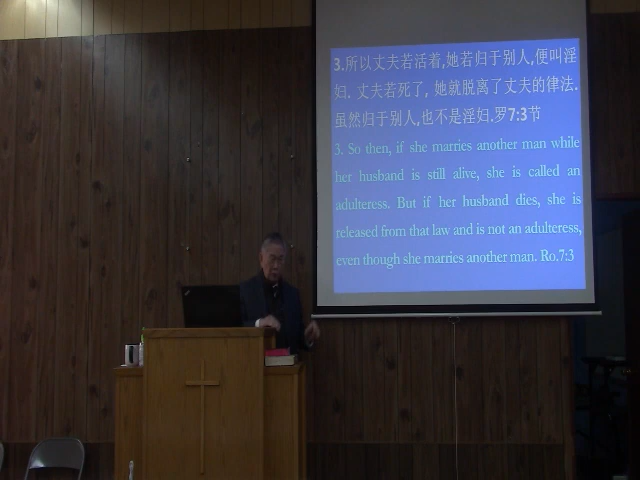 3.所以丈夫若活着,她若归于别人,便叫淫
妇. 丈夫若死了, 她就脱离了丈夫的律法.
虽然归于别人,也不是淫妇.罗7:3节
3. So then, if she marries another man while
her husband is still alive, she is called an
adulteress. But if her husband dies, she is
released from that law and is not an adulteress,
even though she marries another man. Ro.7:3